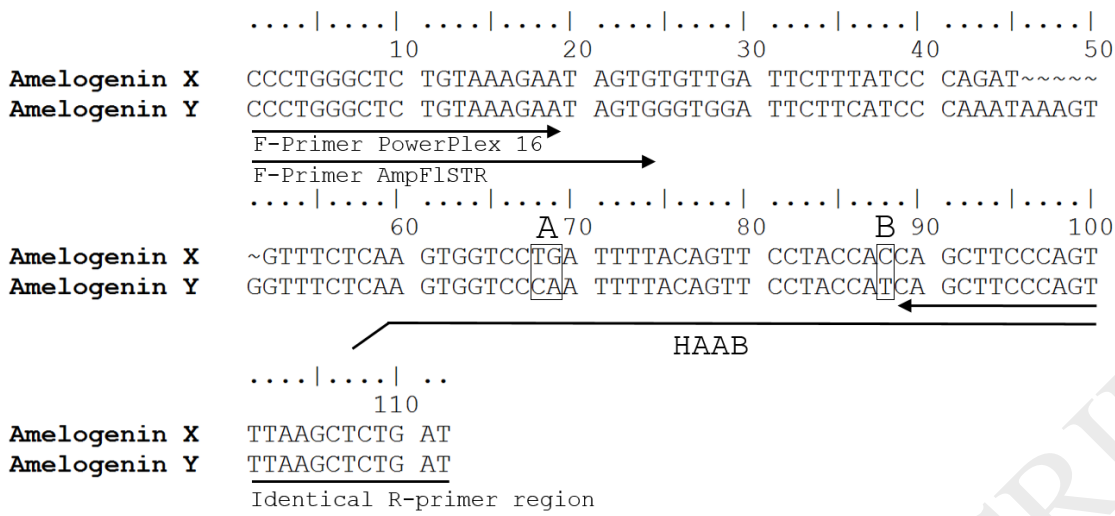 ....|....| ....|....| ....|....| ....|....| ....|....|
10 20 30 40 50
Amelogenin X CCCTGGGCTC TGTAAAGAAT AGTGTGTTGA TTCTTTATCC CAGAT~~~~~
Amelogenin Y CCCTGGGCTC TGTAAAGAAT AGTGGGTGGA TTCTTCATCC CAAATAAAGT
F-Primer PowerPlex 16
F-Primer AmpFlSTR
....|....| ....|....| ....|....| ....|....| ....|....|
60 A 70 80 B 90 100
Amelogenin X ~GTTTCTCAA GTGGTCCTGA TTTTACAGTT CCTACCACCA GCTTCCCAGT
Amelogenin Y GGTTTCTCAA GTGGTCCCAA TTTTACAGTT CCTACCATCA GCTTCCCAGT
HAAB
....|....| ..
110
Amelogenin X TTAAGCTCTG AT
Amelogenin Y TTAAGCTCTG AT
Identical R-primer region